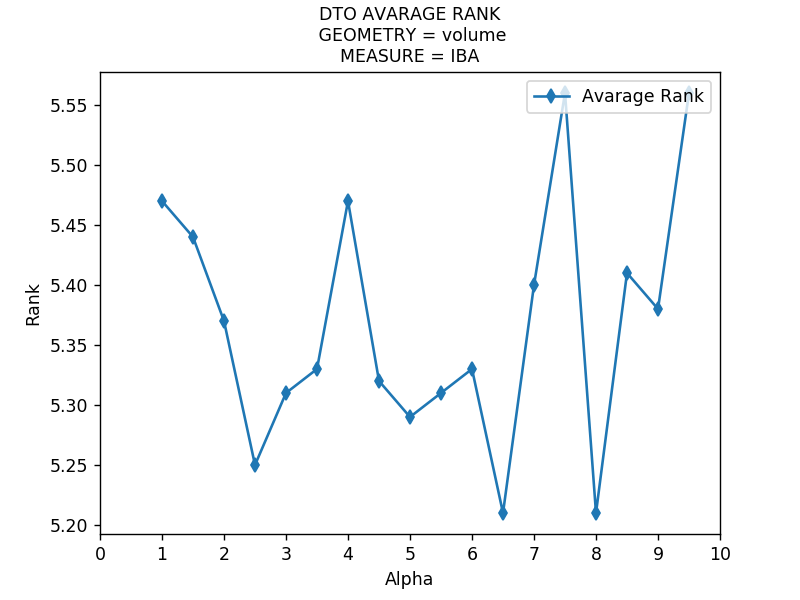 DTO AVARAGE RANK
GEOMETRY = volume
MEASURE = IBA
Avarage Rank
5.55
5.50
5.45
5.40
5.35
5.30
5.25
5.20
Rank
0 1 2 3 4 5 6 7 8 9 10
Alpha